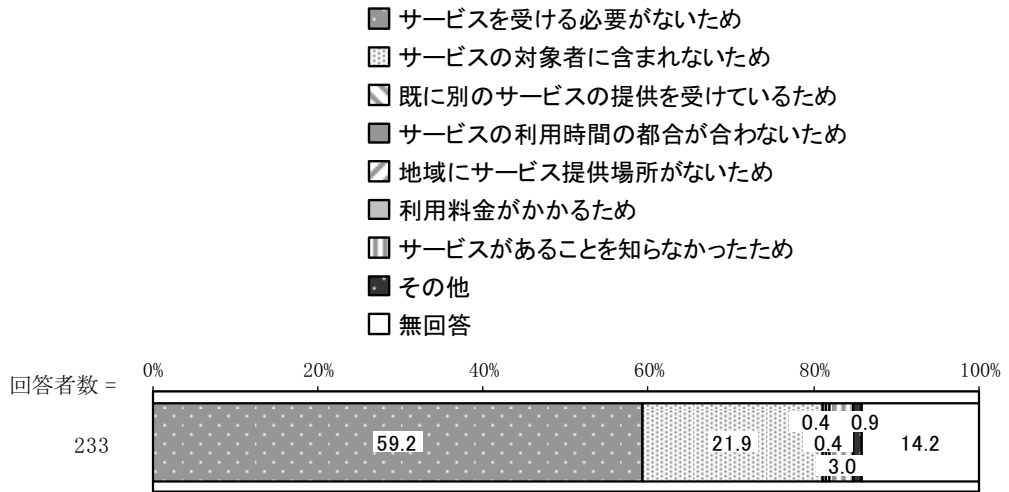 サービスを受ける必要がないため
サービスの対象者に含まれないため
既に別のサービスの提供を受けているため
サービスの利用時間の都合が合わないため
地域にサービス提供場所がないため
利用料金がかかるため
サービスがあることを知らなかったため
その他
無回答
回答者数 =
0% 20% 40% 60% 80% 100%
233
59.2 21.9 0.4 0.4 3.0 0.9 14.2